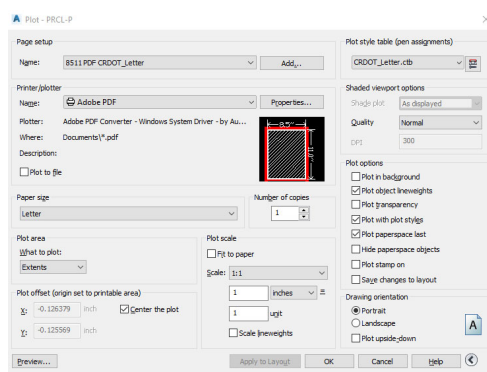 Plot - PRCL-P
Page setup
Name: 8511 PDF CRDOT_Letter Add...
Printer/plotter
Name: Adobe PDF Properties...
Plotter: Adobe PDF Converter - Windows System Driver - by Au...
Where: Documents\*.pdf
Description:
Plot to file
8.5''
11.0''
Paper size
Letter
Number of copies
1
Plot area
What to plot:
Extents
Plot offset (origin set to printable area)
X: -0.126379 inch Center the plot
Y: -0.125569 inch
Plot scale
Fit to paper
Scale: 1:1
1 inches =
1 unit
Scale lineweights
Plot style table (pen assignments)
CRDOT_Letter.ctb
Shaded viewport options
Shade plot As displayed
Quality Normal
DPI 300
Plot options
Plot in background
Plot object lineweights
Plot transparency
Plot with plot styles
Plot paperspace last
Hide paperspace objects
Plot stamp on
Save changes to layout
Drawing orientation
Portrait
Landscape
Plot upside-down
A
Preview... Apply to Layout OK Cancel Help